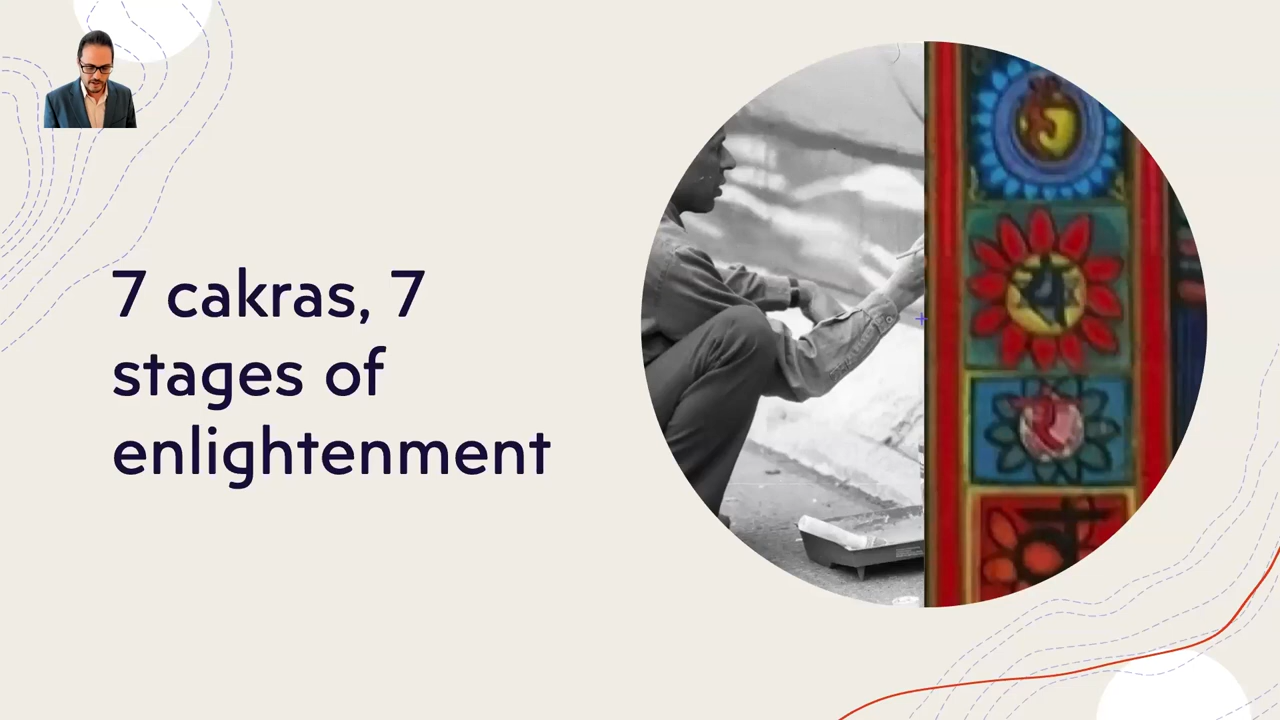 7 cakras, 7
stages of
enlightenment